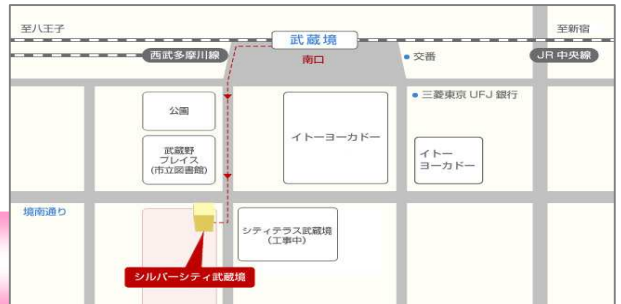 至八王子
至新宿
武蔵境
西武多摩川線
南口
交番
JR 中央線
三菱東京 UFJ 銀行
公園
イトーヨーカドー
武蔵野
プレイス
(市立図書館)
イトー
ヨーカドー
境南通り
シティテラス武蔵境
(工事中)
シルバーシティ武蔵境